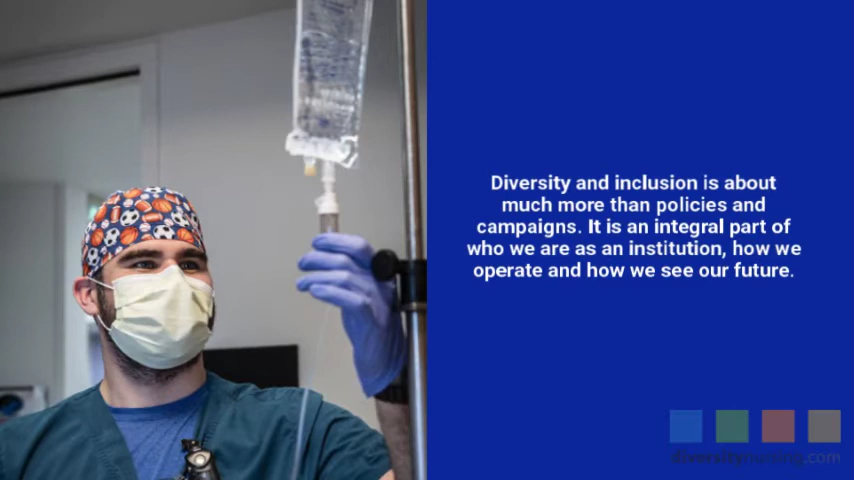 Diversity and inclusion is about
much more than policies and
campaigns. It is an integral part of
who we are as an institution, how we
operate and how we see our future.
diversitynursing.com